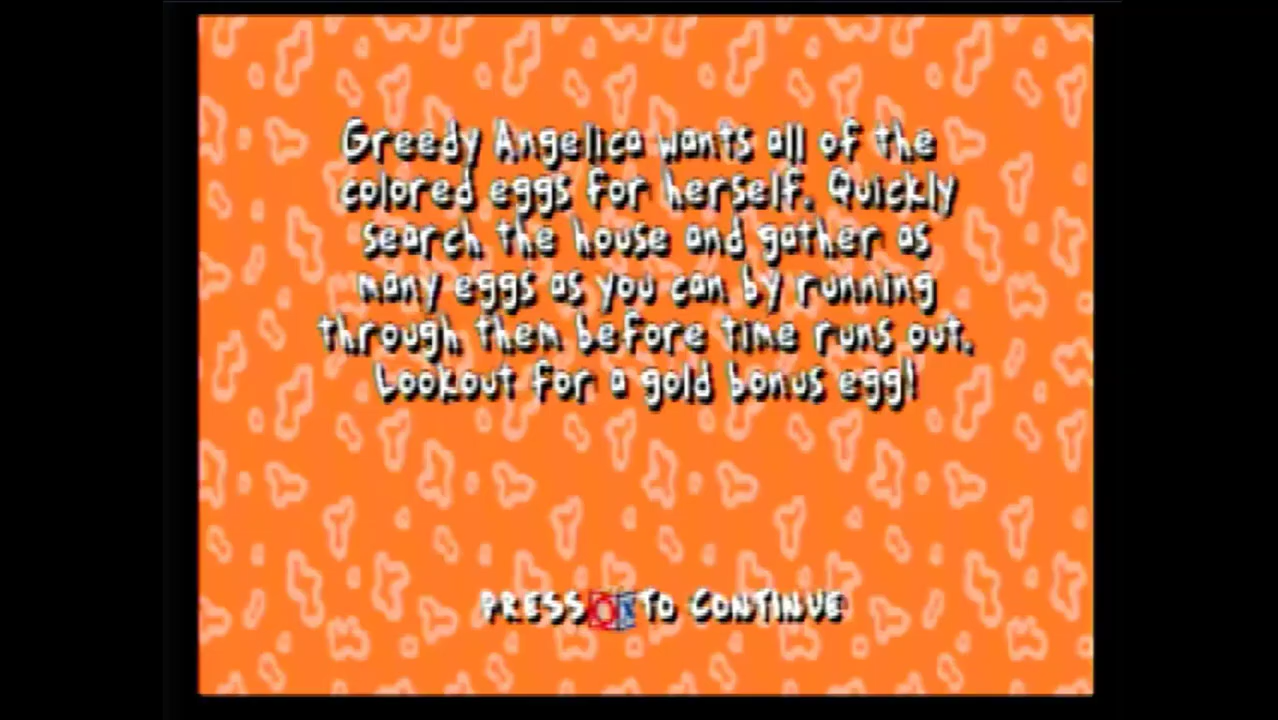 Greedy Angelica wants all of the
colored eggs for herself. Quickly
search the house and gather as
many eggs as you can by running
through them before time runs out.
Lookout for a gold bonus egg!
PRESS OK TO CONTINUE